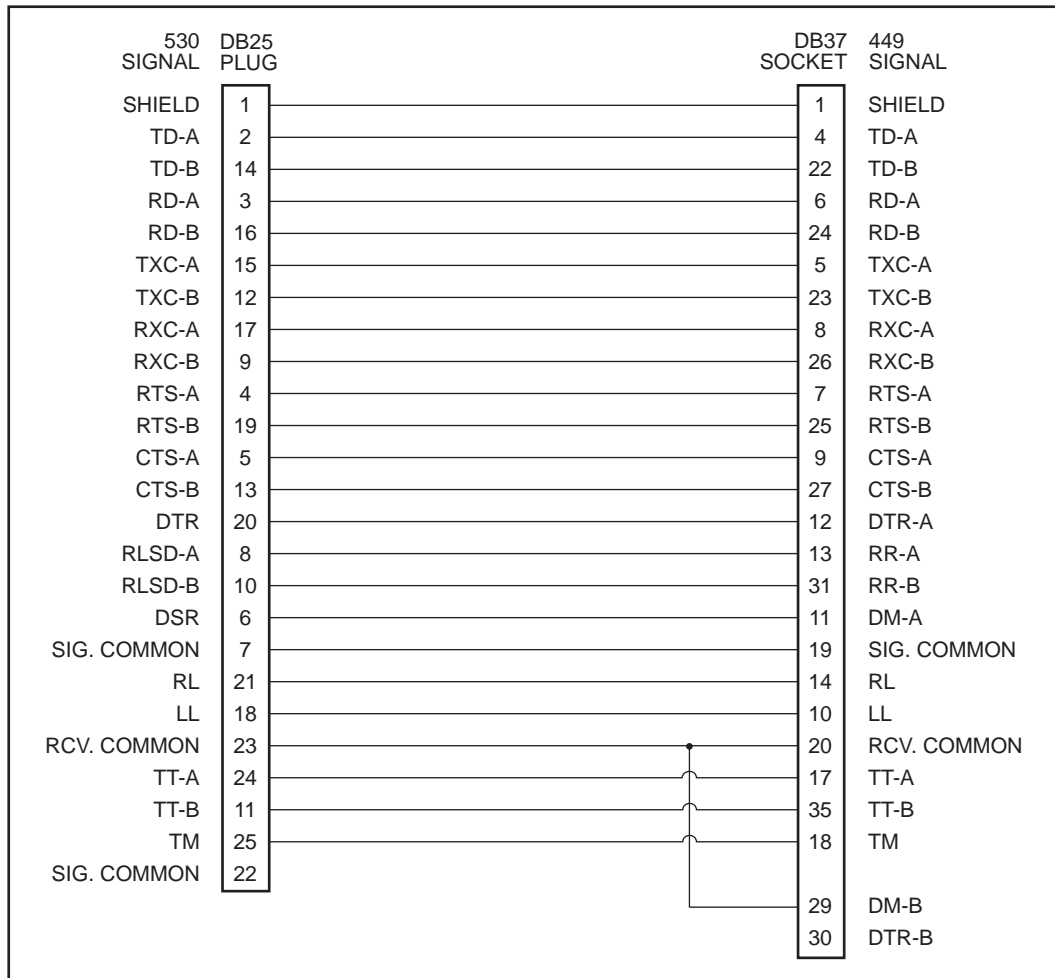 530 DB25 DB37 449
SIGNAL PLUG SOCKET SIGNAL
SHIELD 1 1 SHIELD
TD-A 2 4 TD-A
TD-B 14 22 TD-B
RD-A 3 6 RD-A
RD-B 16 24 RD-B
TXC-A 15 5 TXC-A
TXC-B 12 23 TXC-B
RXC-A 17 8 RXC-A
RXC-B 9 26 RXC-B
RTS-A 4 7 RTS-A
RTS-B 19 25 RTS-B
CTS-A 5 9 CTS-A
CTS-B 13 27 CTS-B
DTR 20 12 DTR-A
RLSD-A 8 13 RR-A
RLSD-B 10 31 RR-B
DSR 6 11 DM-A
SIG. COMMON 7 19 SIG. COMMON
RL 21 14 RL
LL 18 10 LL
RCV. COMMON 23 20 RCV. COMMON
TT-A 24 17 TT-A
TT-B 11 35 TT-B
TM 25 18 TM
SIG. COMMON 22
29 DM-B
30 DTR-B